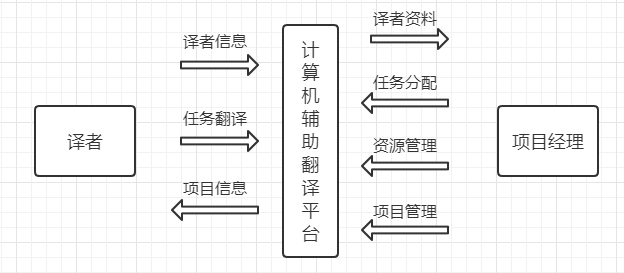 译者
译者信息
任务翻译
项目信息
计算机辅助翻译平台
译者资料
任务分配
资源管理
项目管理
项目经理